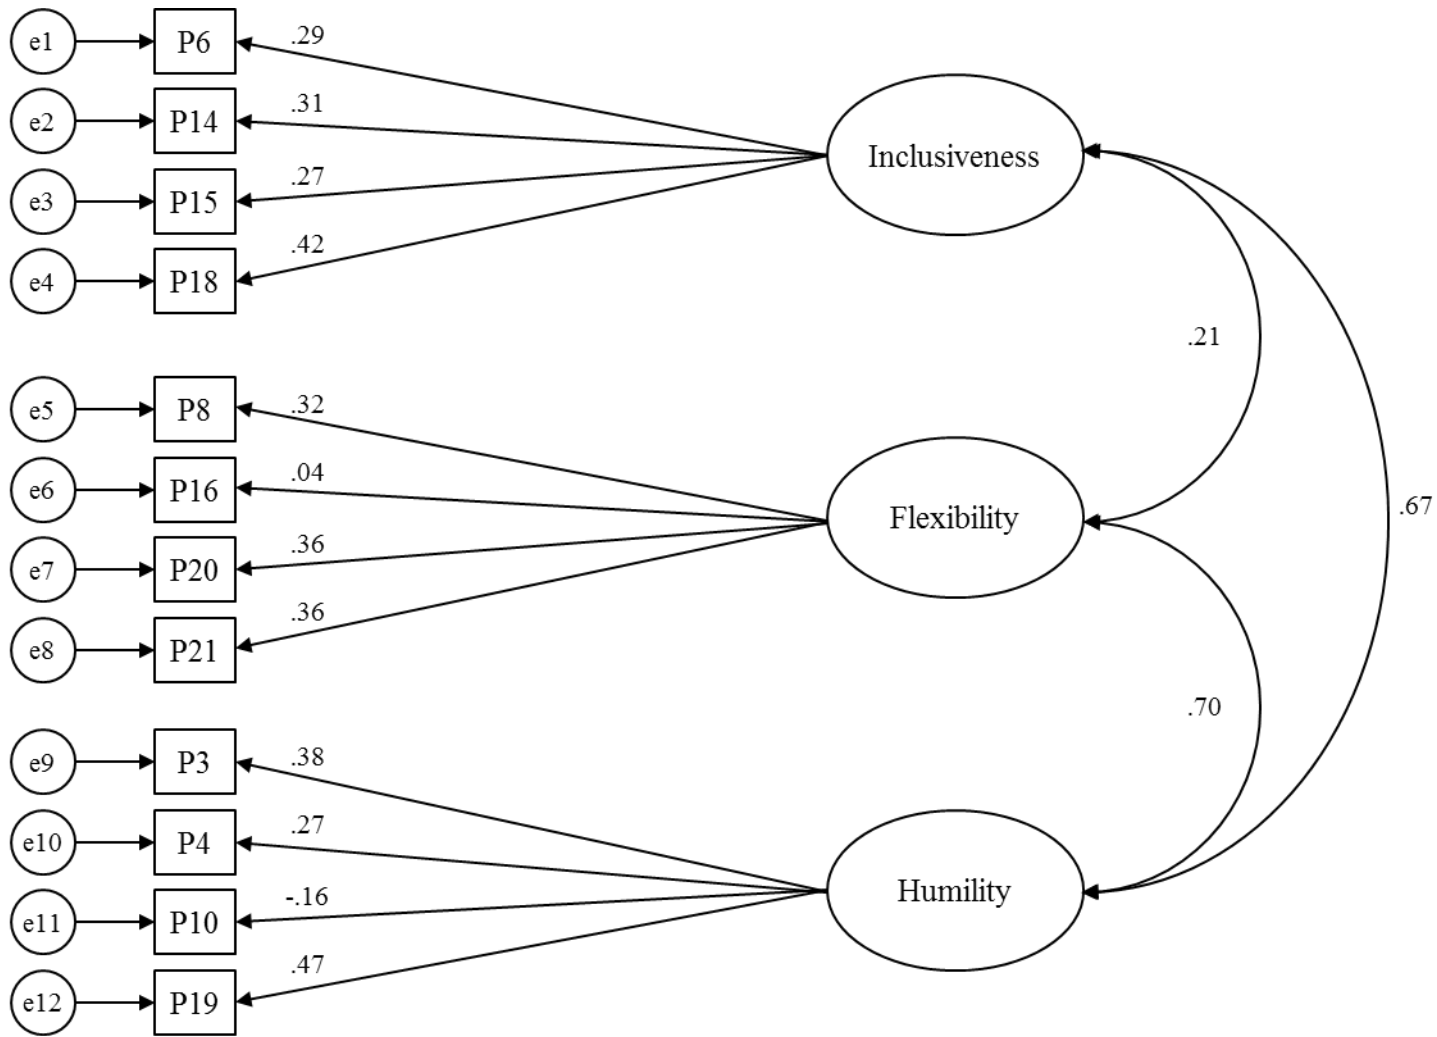 e1 P6 .29
e2 P14 .31
e3 P15 .27
e4 P18 .42
Inclusiveness
.21
e5 P8 .32
e6 P16 .04
e7 P20 .36
e8 P21 .36
Flexibility
.67
.70
e9 P3 .38
e10 P4 .27
e11 P10 -.16
e12 P19 .47
Humility